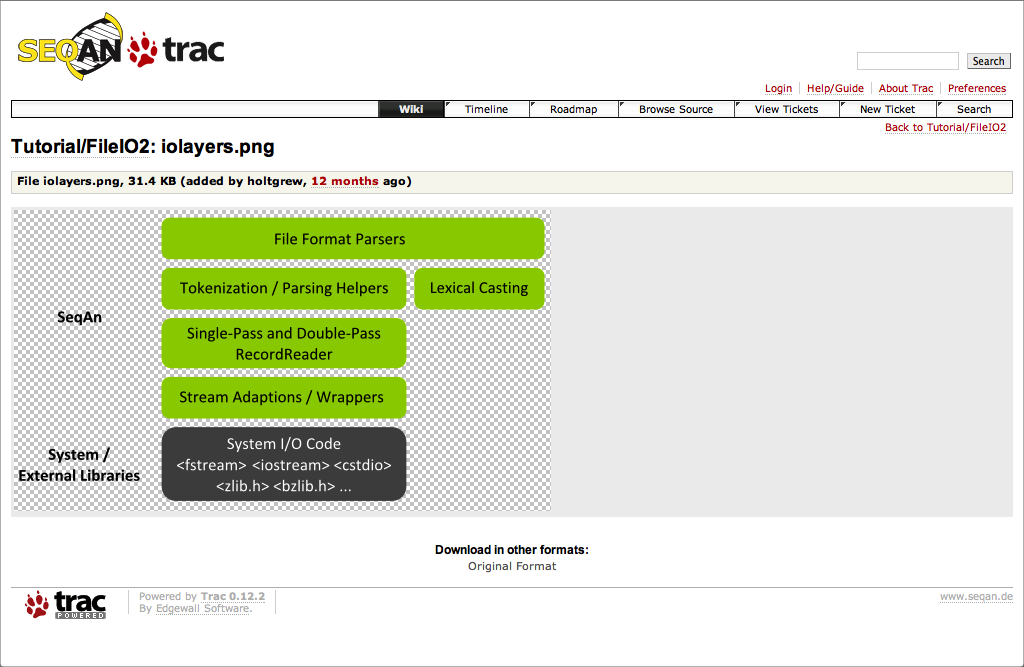 SEQAN trac
Search
Login Help/Guide About Trac Preferences
Wiki Timeline Roadmap Browse Source View Tickets New Ticket Search
Back to Tutorial/FileIO2
Tutorial/FileIO2: iolayers.png
File iolayers.png, 31.4 KB (added by holtgrew, 12 months ago)
File Format Parsers
Tokenization / Parsing Helpers Lexical Casting
SeqAn
Single-Pass and Double-Pass
RecordReader
Stream Adaptions / Wrappers
System /
External Libraries
System I/O Code
<fstream> <iostream> <cstdio>
<zlib.h> <bzlib.h> ...
Download in other formats:
Original Format
trac
POWERED
Powered by Trac 0.12.2
By Edgewall Software.
www.seqan.de